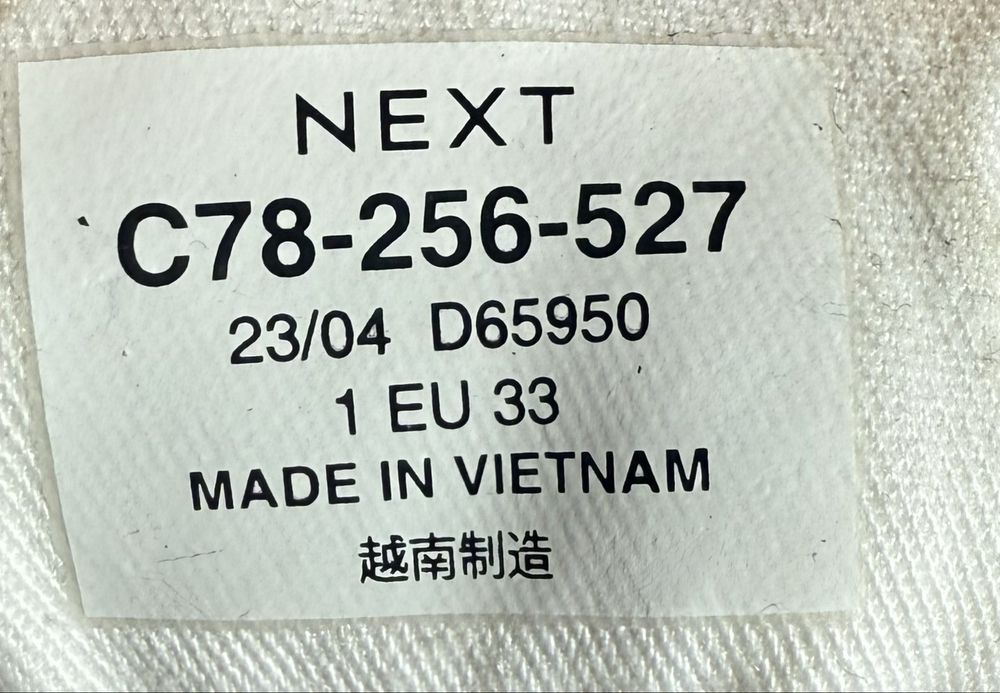 NEXT
C78-256-527
23/04 D65950
1 EU 33
MADE IN VIETNAM
越南制造